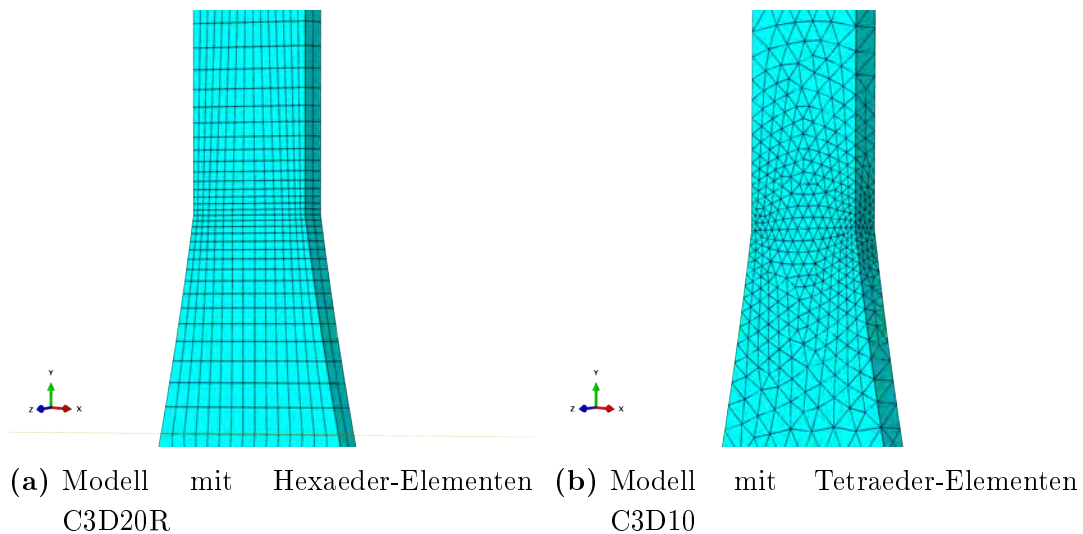 Y
Z X
Y
Z X
(a) Modell mit Hexaeder-Elementen
C3D20R
(b) Modell mit Tetraeder-Elementen
C3D10